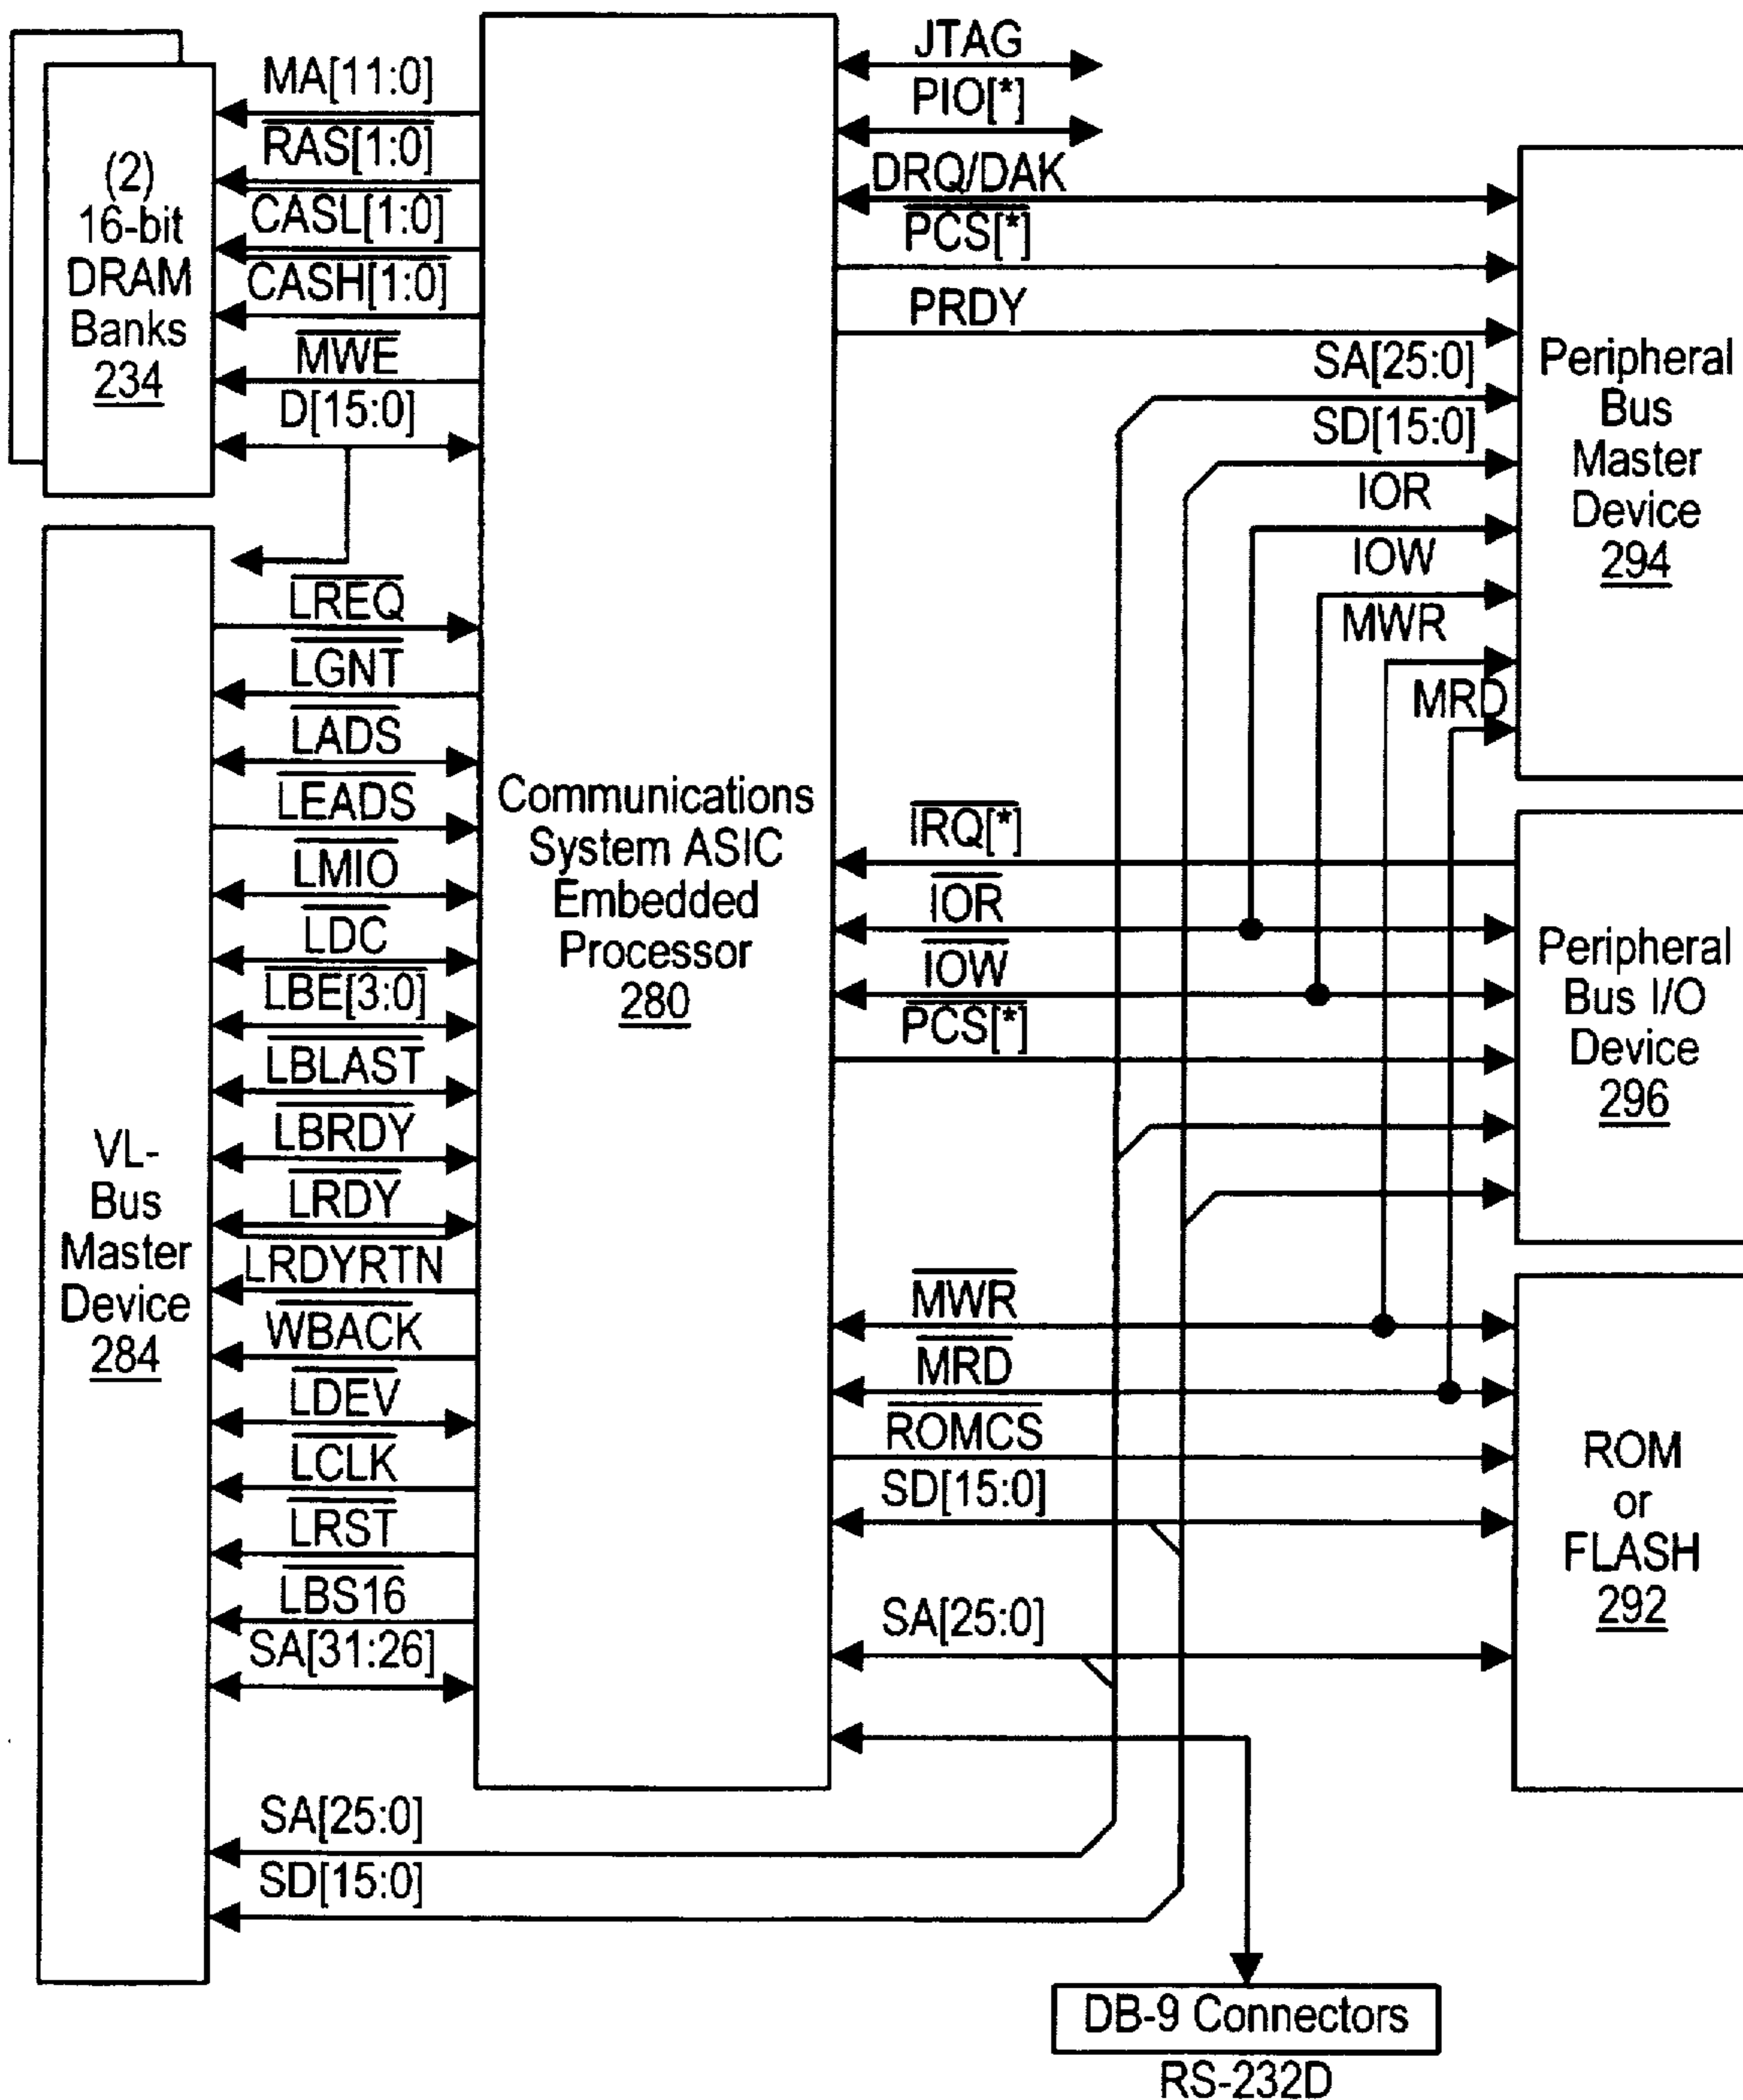 MA[11:0]
RAS[1:0]
CASL[1:0]
CASH[1:0]
MWE
D[15:0]
(2)
16-bit
DRAM
Banks
234
LREQ
LGNT
LADS
LEADS
LMIO
LDC
LBE[3:0]
LBLAST
LBRDY
LRDY
LRDYRTN
WBACK
LDEV
LCLK
LRST
LBS16
SA[31:26]
SA[25:0]
SD[15:0]
VL-
Bus
Master
Device
284
Communications
System ASIC
Embedded
Processor
280
JTAG
PIO[*]
DRQ/DAK
PCS[*]
PRDY
SA[25:0]
SD[15:0]
IOR
IOW
MWR
MRD
Peripheral
Bus
Master
Device
294
IRQ[*]
IOR
IOW
PCS[*]
Peripheral
Bus I/O
Device
296
MWR
MRD
ROMCS
SD[15:0]
SA[25:0]
ROM
or
FLASH
292
DB-9 Connectors
RS-232D